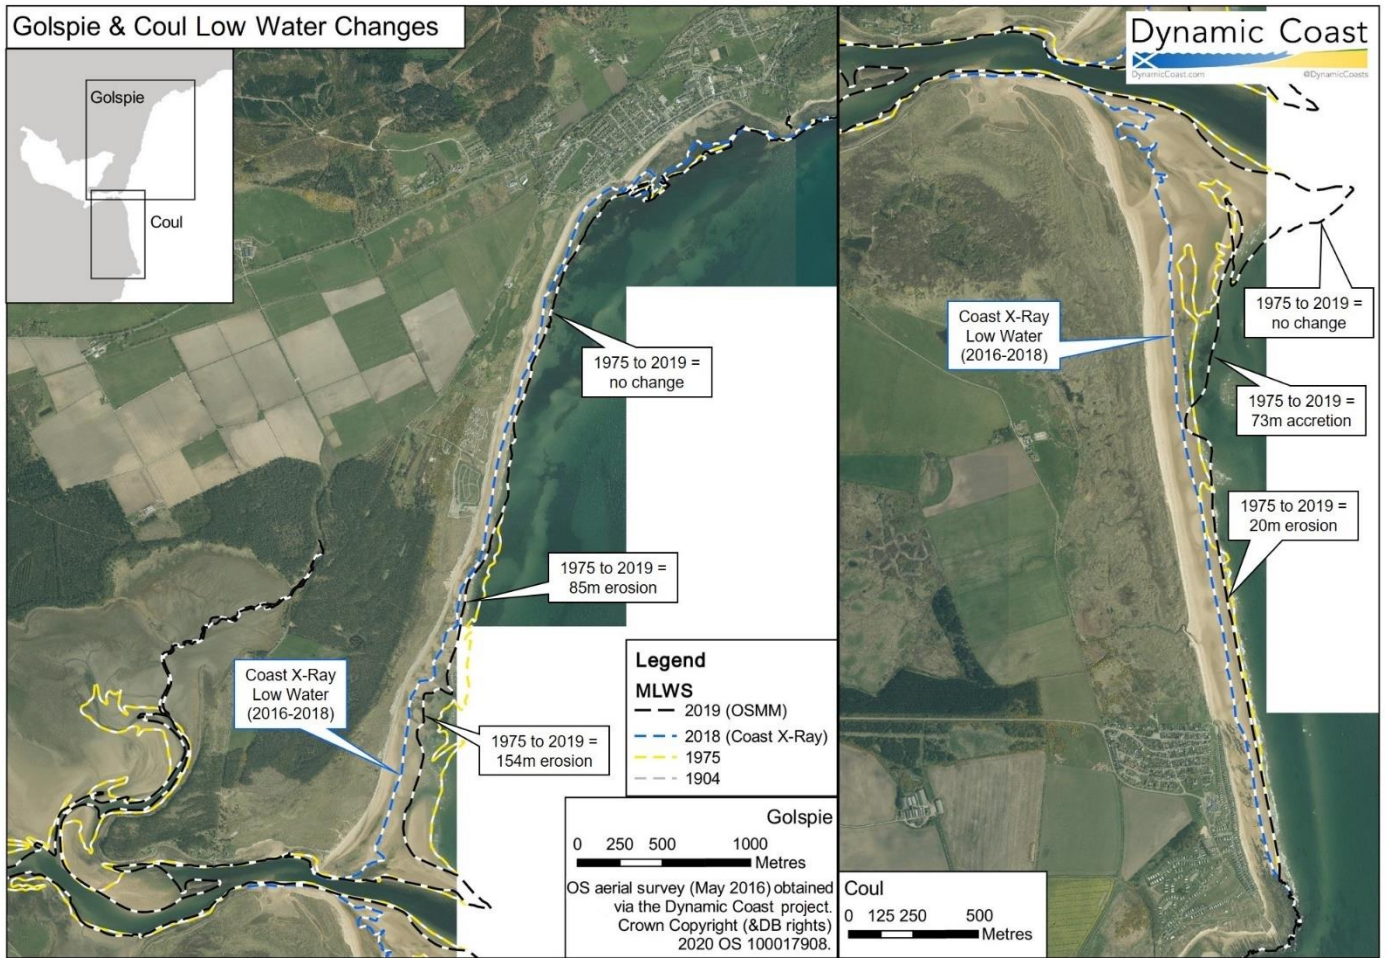 Golspie & Coul Low Water Changes
Golspie
Coul
1975 to 2019 =
no change
1975 to 2019 =
85m erosion
Coast X-Ray
Low Water
(2016-2018)
1975 to 2019 =
154m erosion
Legend
MLWS
2019 (OSMM)
2018 (Coast X-Ray)
1975
1904
Golspie
0 250 500 1000
Metres
OS aerial survey (May 2016) obtained
via the Dynamic Coast project.
Crown Copyright (&DB rights)
2020 OS 100017908.
Dynamic Coast
DynamicCoast.com @DynamicCoasts
Coast X-Ray
Low Water
(2016-2018)
1975 to 2019 =
no change
1975 to 2019 =
73m accretion
1975 to 2019 =
20m erosion
Coul
0 125 250 500
Metres